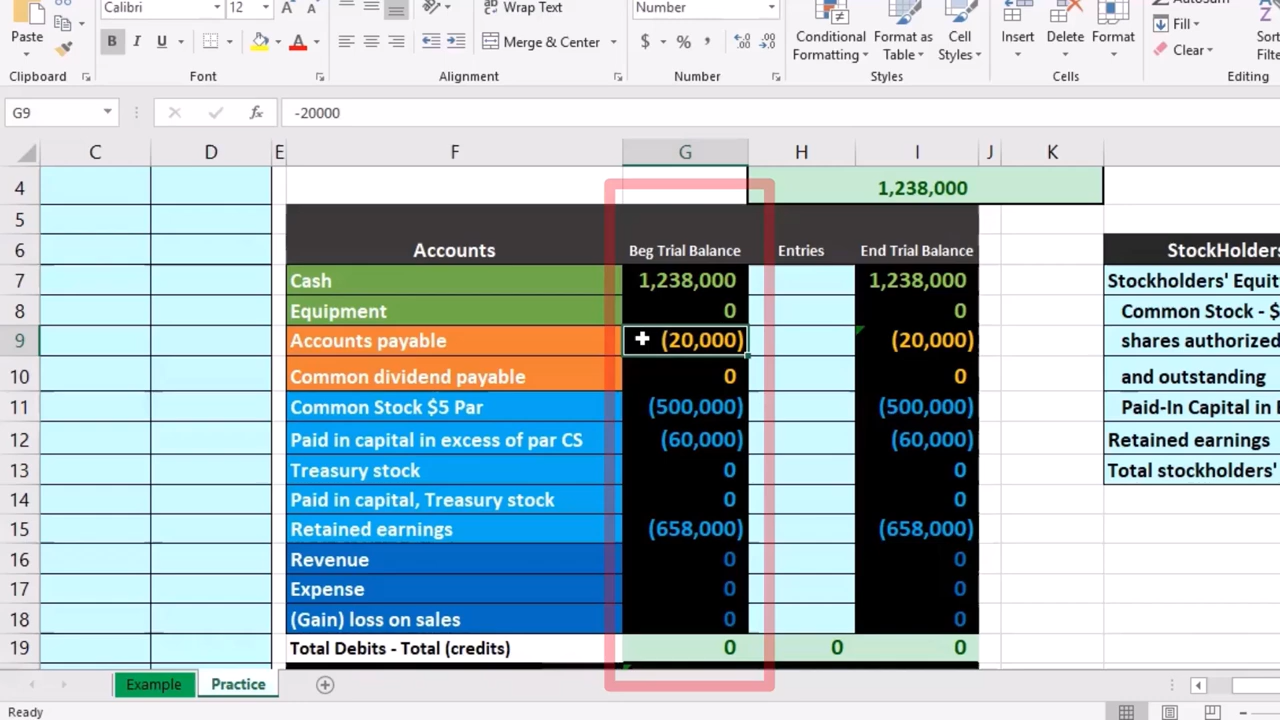 Calibri 12 Wrap Text Number AutoSum
Paste B I U Merge & Center $ % , Conditional Formatting Format as Table Cell Styles Insert Delete Format Fill Clear Sort
Filte
Clipboard Font Alignment Number Styles Cells Editing
G9 fx -20000
C D E F G H I J K
4 1,238,000
5
6 Accounts Beg Trial Balance Entries End Trial Balance StockHolders
7 Cash 1,238,000 1,238,000 Stockholders' Equit
8 Equipment 0 0 Common Stock - $
9 Accounts payable (20,000) (20,000) shares authorized
10 Common dividend payable 0 0 and outstanding
11 Common Stock $5 Par (500,000) (500,000) Paid-In Capital in
12 Paid in capital in excess of par CS (60,000) (60,000) Retained earnings
13 Treasury stock 0 0 Total stockholders'
14 Paid in capital, Treasury stock 0 0
15 Retained earnings (658,000) (658,000)
16 Revenue 0 0
17 Expense 0 0
18 (Gain) loss on sales 0 0
19 Total Debits - Total (credits) 0 0 0
Example Practice
Ready